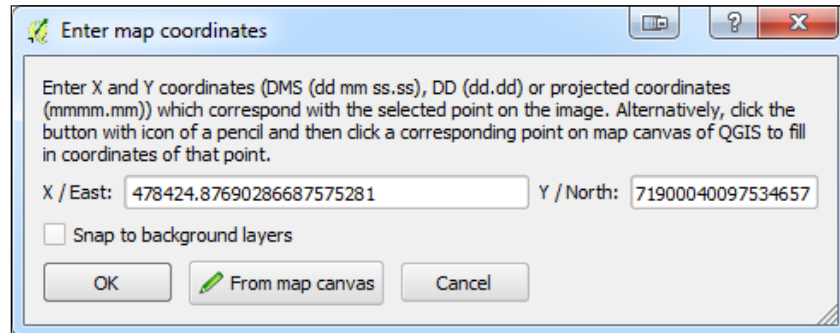 Enter map coordinates
Enter X and Y coordinates (DMS (dd mm ss.ss), DD (dd.dd) or projected coordinates
(mmmm.mm)) which correspond with the selected point on the image. Alternatively, click the
button with icon of a pencil and then click a corresponding point on map canvas of QGIS to fill
in coordinates of that point.
X / East: 478424.87690286687575281 Y / North: 71900040097534657
Snap to background layers
OK From map canvas Cancel